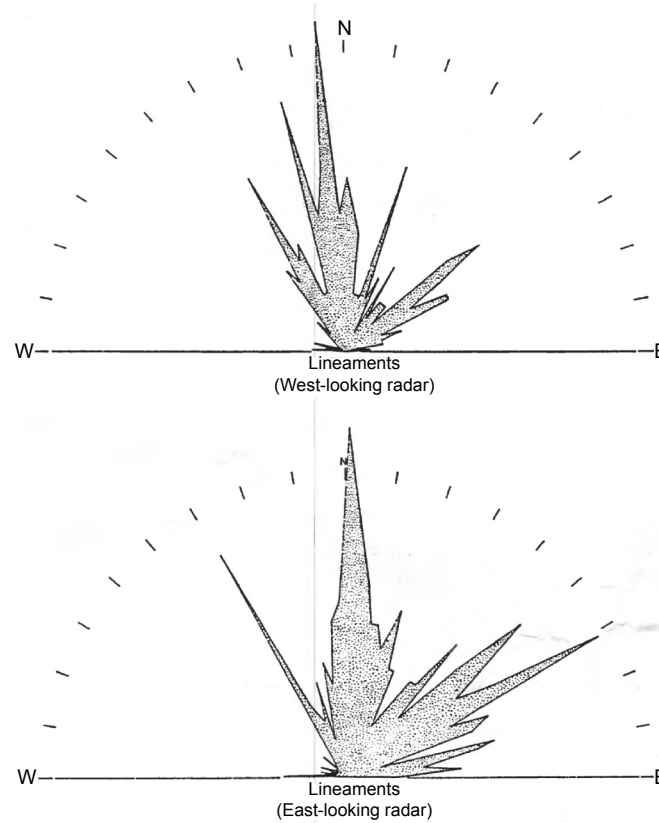 N
W E
Lineaments
(West-looking radar)
N
W E
Lineaments
(East-looking radar)